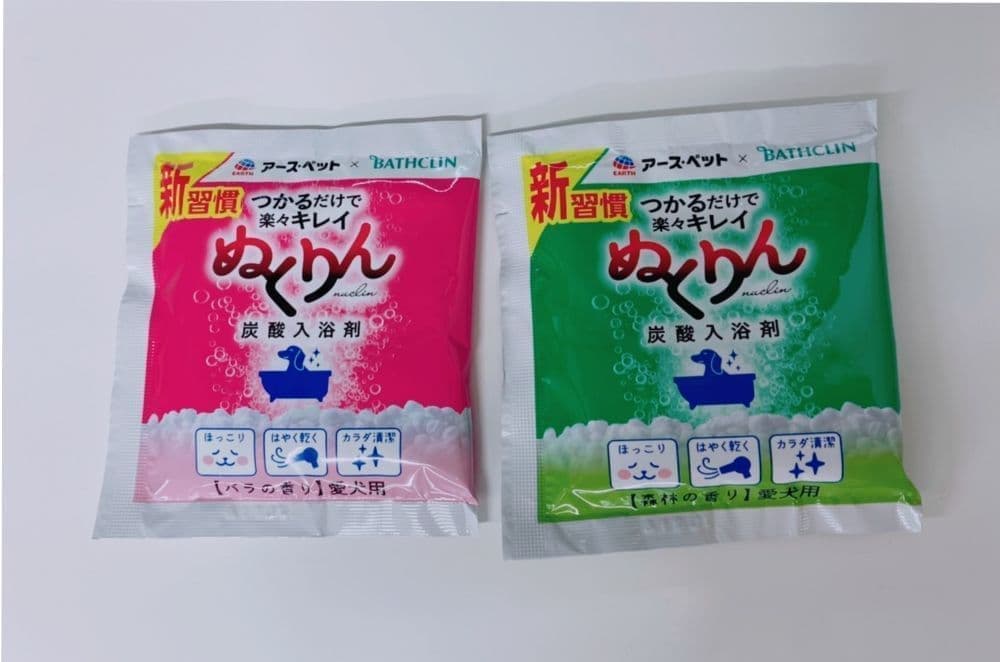 新習慣
EARTH アース・ペット × BATHCLIN
つかるだけで
楽々キレイ
ぬくりん
nuclin
炭酸入浴剤
ほっこり はやく乾く カラダ清潔
【バラの香り】愛犬用
新習慣
EARTH アース・ペット × BATHCLIN
つかるだけで
楽々キレイ
ぬくりん
nuclin
炭酸入浴剤
ほっこり はやく乾く カラダ清潔
【森林の香り】愛犬用